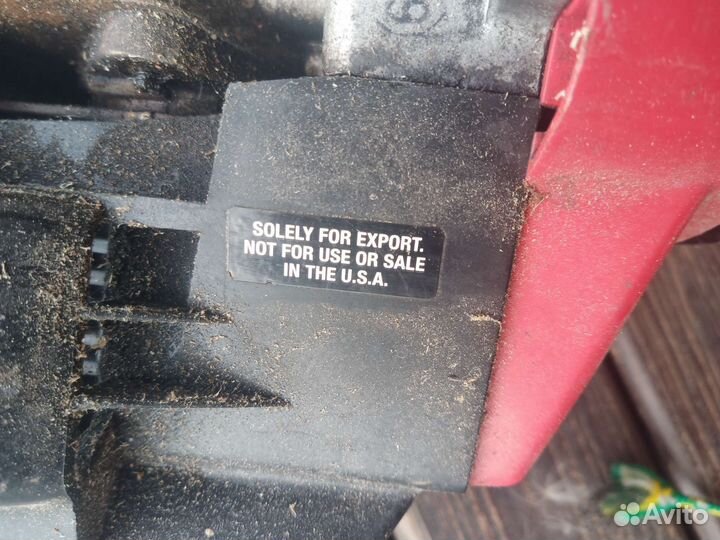 SOLELY FOR EXPORT.
NOT FOR USE OR SALE
IN THE U.S.A.
Avito